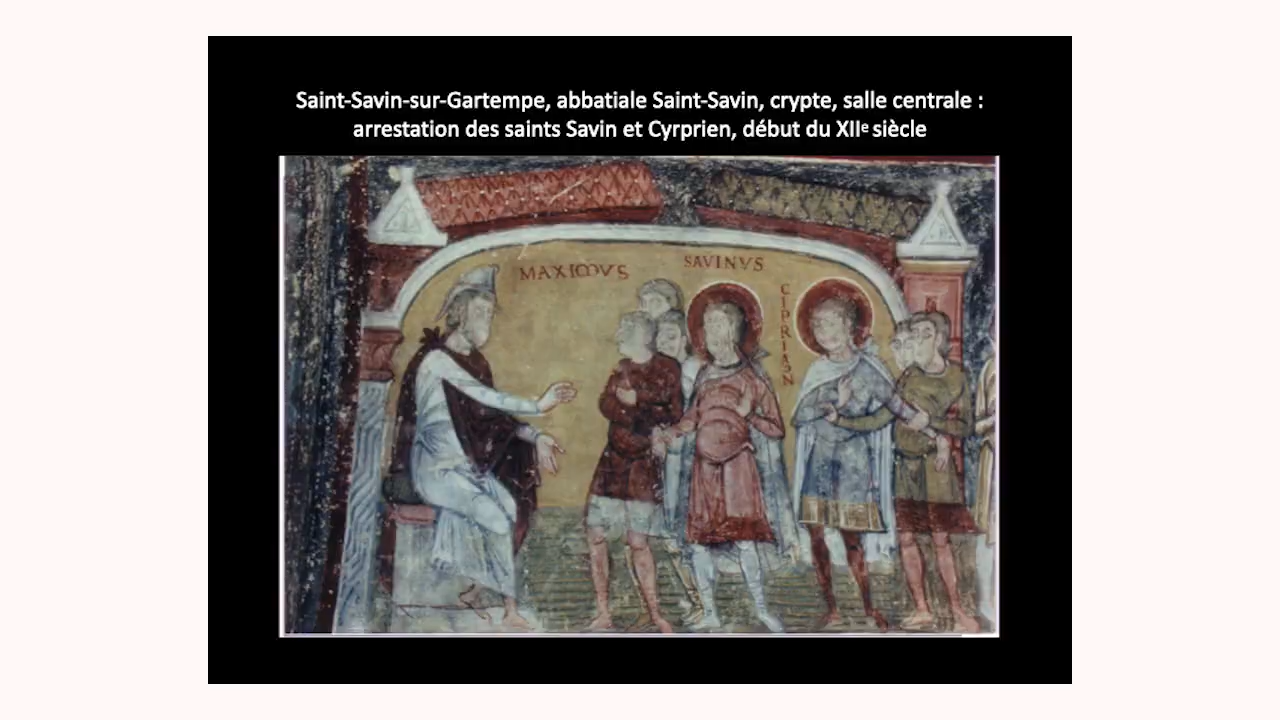 Saint-Savin-sur-Gartempe, abbatiale Saint-Savin, crypte, salle centrale :
arrestation des saints Savin et Cyrprien, début du XIIe siècle
MAXIMVS
SAVINVS
CIPRIAN